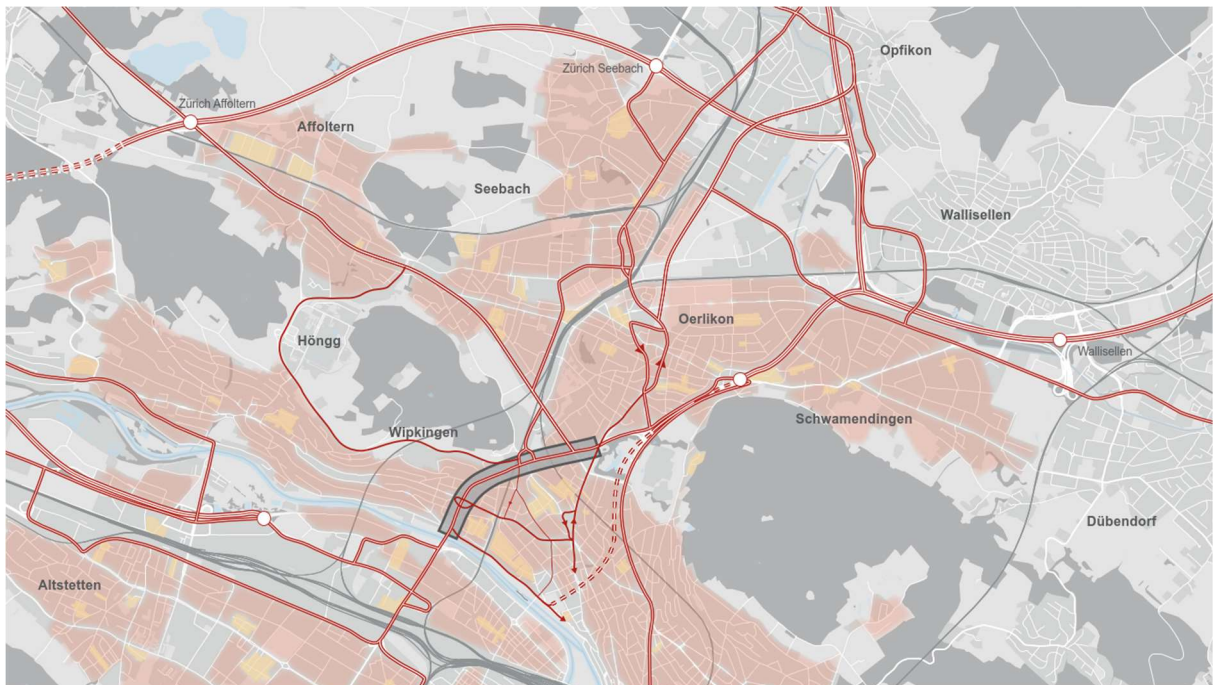 Opfikon
Zürich Seebach
Zürich Affoltern
Affoltern
Seebach
Wallisellen
Oerlikon
Höngg
Wallisellen
Schwamendingen
Wipkingen
Dübendorf
Altstetten